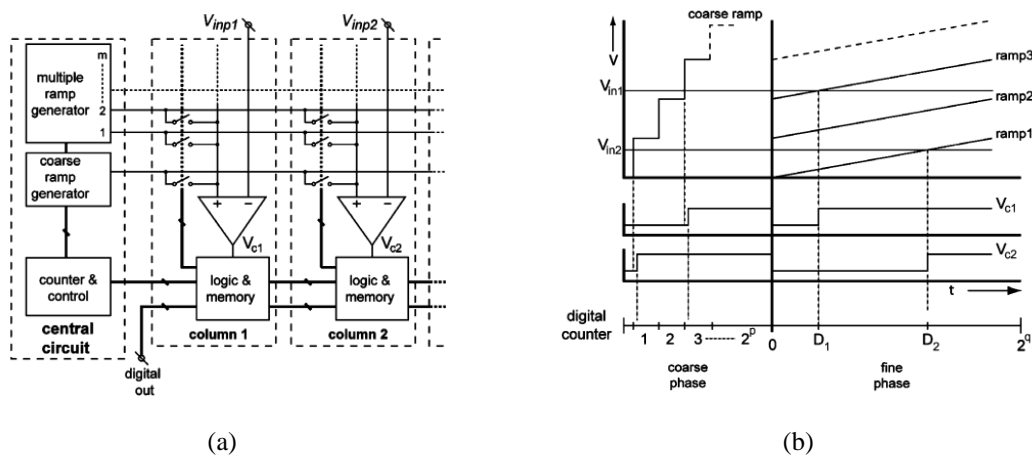 V_inp1
V_inp2
m
multiple
ramp
generator
2
1
coarse
ramp
generator
+
−
+
−
V_c1
V_c2
counter &
control
logic &
memory
logic &
memory
central
circuit
column 1
column 2
digital
out
(a)
coarse ramp
V
ramp3
V_in1
ramp2
V_in2
ramp1
V_c1
V_c2
t
digital
counter
1 2 3 2^p 0 D_1 D_2 2^q
coarse
phase
fine
phase
(b)